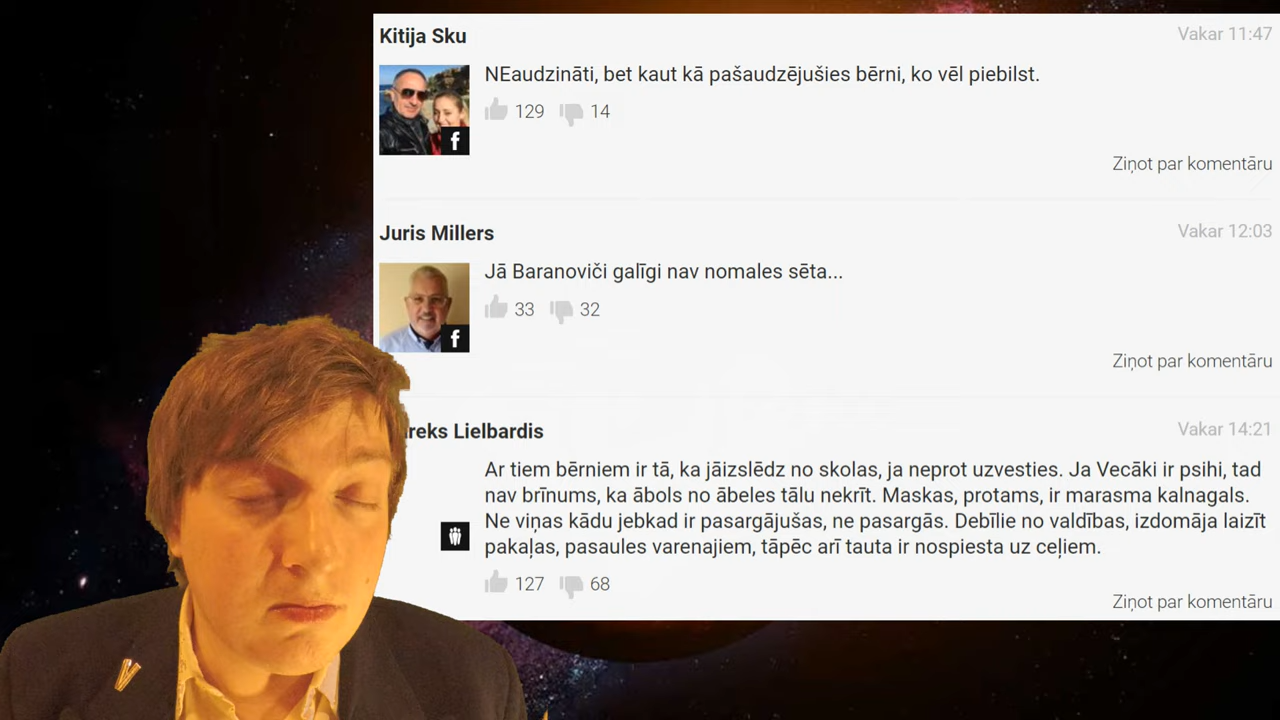 Kitija Sku
Vakar 11:47
NEaudzināti, bet kaut kā pašaudzējušies bērni, ko vēl piebilst.
129 14
Ziņot par komentāru
Juris Millers
Vakar 12:03
Jā Baranoviči galīgi nav nomales sēta...
33 32
Ziņot par komentāru
reks Lielbardis
Vakar 14:21
Ar tiem bērniem ir tā, ka jāizslēdz no skolas, ja neprot uzvesties. Ja Vecāki ir psihi, tad
nav brīnums, ka ābols no ābeles tālu nekrīt. Maskas, protams, ir marasma kalnagals.
Ne viņas kādu jebkad ir pasargājušas, ne pasargās. Debīlie no valdības, izdomāja laizīt
pakaļas, pasaules varenajiem, tāpēc arī tauta ir nospiesta uz ceļiem.
127 68
Ziņot par komentāru